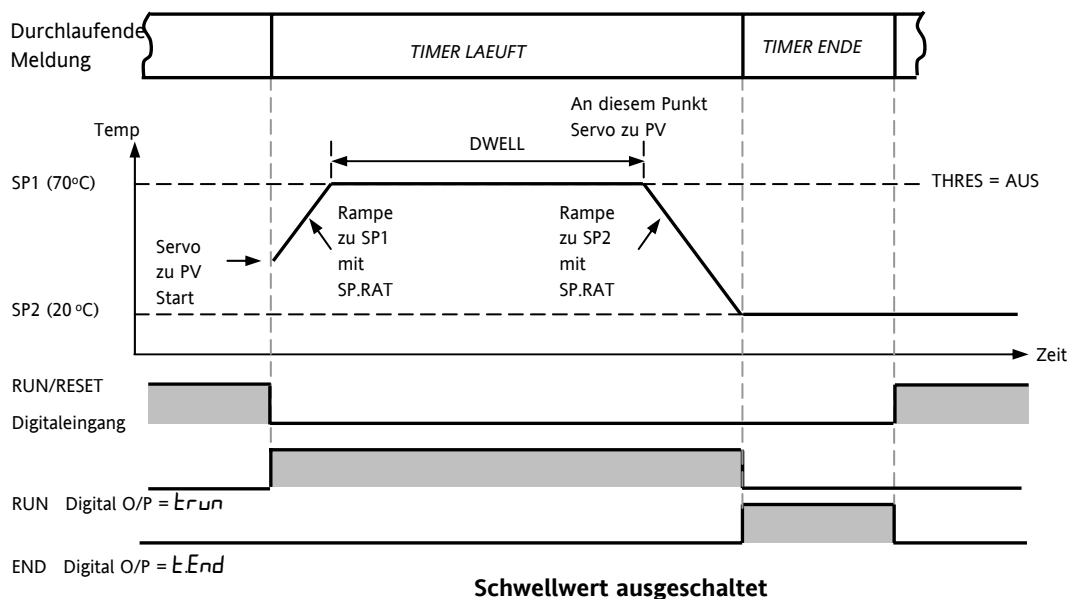 Durchlaufende
Meldung
TIMER LAEUFT
TIMER ENDE
An diesem Punkt
Servo zu PV
Temp
DWELL
SP1 (70ºC)
THRES = AUS
Rampe
zu SP1
mit
SP.RAT
Rampe
zu SP2
mit
SP.RAT
Servo
zu PV
Start
SP2 (20 ºC)
Zeit
RUN/RESET
Digitaleingang
RUN Digital O/P = trun
END Digital O/P = t.End
Schwellwert ausgeschaltet